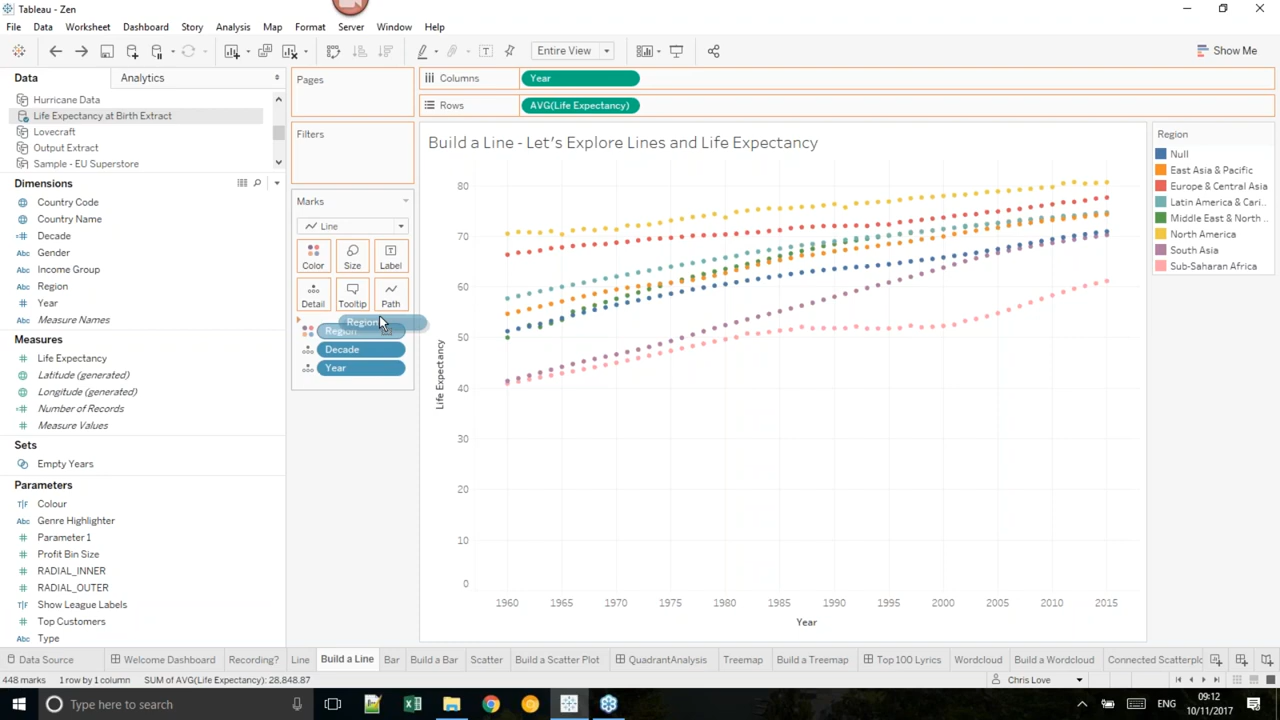 Tableau - Zen
File Data Worksheet Dashboard Story Analysis Map Format Server Window Help
Entire View
Show Me
Data
Analytics
Hurricane Data
Life Expectancy at Birth Extract
Lovecraft
Output Extract
Sample - EU Superstore
Dimensions
Country Code
Country Name
Decade
Abc Gender
Abc Income Group
Abc Region
Year
Abc Measure Names
Measures
Life Expectancy
Latitude (generated)
Longitude (generated)
Number of Records
Measure Values
Sets
Empty Years
Parameters
T|F Colour
Abc Genre Highlighter
# Parameter 1
# Profit Bin Size
# RADIAL_INNER
# RADIAL_OUTER
T|F Show League Labels
# Top Customers
Abc Type
Pages
Filters
Marks
Line
Color Size Label
Detail Tooltip Path
Region
Region
Decade
Year
Columns
Year
Rows
AVG(Life Expectancy)
Build a Line - Let's Explore Lines and Life Expectancy
80
70
60
50
40
30
20
10
0
Life Expectancy
1960 1965 1970 1975 1980 1985 1990 1995 2000 2005 2010 2015
Year
Region
Null
East Asia & Pacific
Europe & Central Asia
Latin America & Cari..
Middle East & North ..
North America
South Asia
Sub-Saharan Africa
Data Source Welcome Dashboard Recording? Line Build a Line Bar Build a Bar Scatter Build a Scatter Plot QuadrantAnalysis Treemap Build a Treemap Top 100 Lyrics Wordcloud Build a Wordcloud Connected Scatterplc
448 marks 1 row by 1 column SUM of AVG(Life Expectancy): 28,848.87
Chris Love
Type here to search
ENG
09:12
10/11/2017